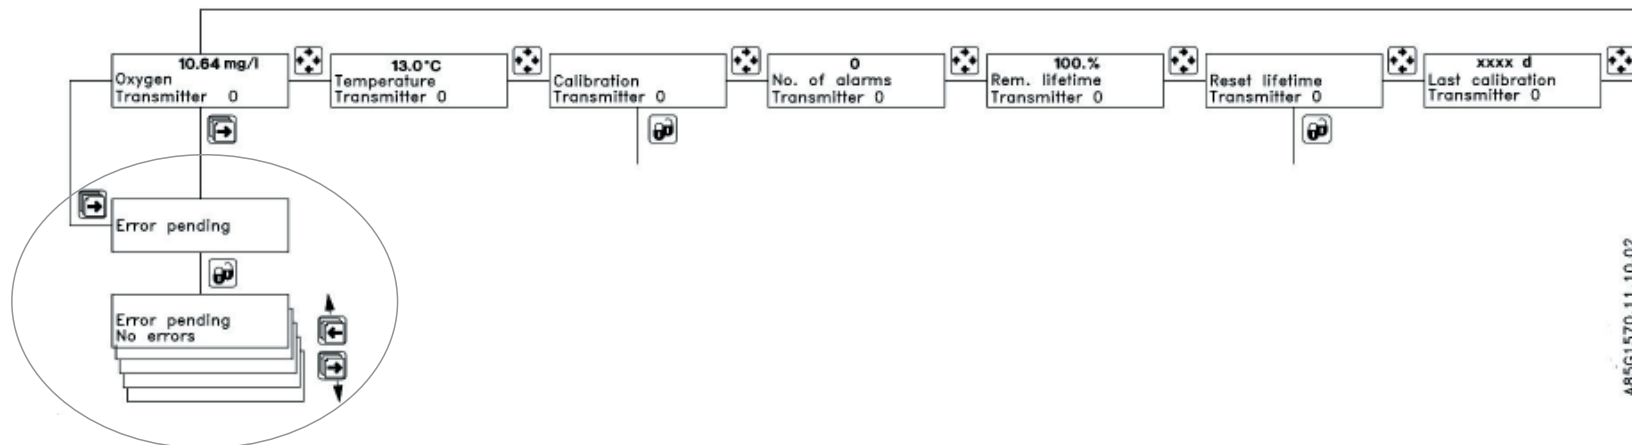 10.64 mg/l
Oxygen
Transmitter 0
13.0°C
Temperature
Transmitter 0
Calibration
Transmitter 0
0
No. of alarms
Transmitter 0
100.%
Rem. lifetime
Transmitter 0
Reset lifetime
Transmitter 0
xxxx d
Last calibration
Transmitter 0
Error pending
Error pending
No errors
A85G1570_11_10_02